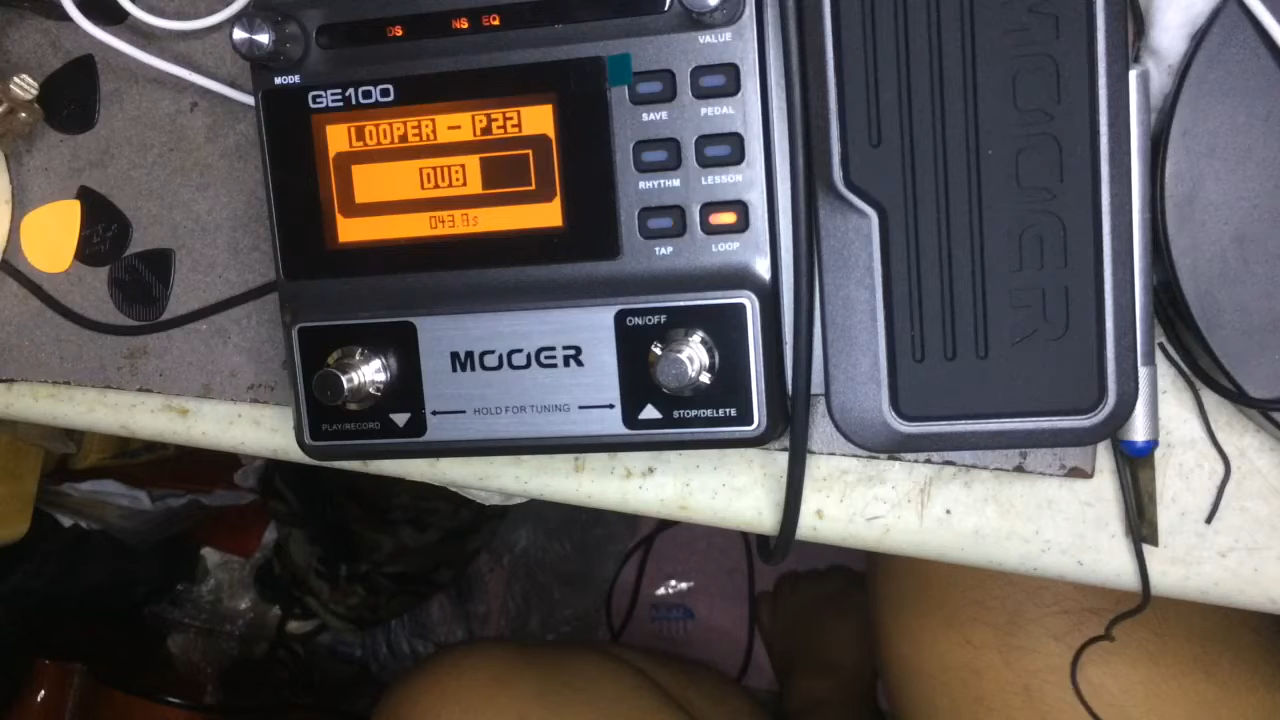 DS NS EQ
VALUE
MODE
GE100
LOOPER - P22
DUB
043.8s
SAVE
PEDAL
RHYTHM
LESSON
TAP
LOOP
ON/OFF
MOOER
HOLD FOR TUNING
PLAY/RECORD
STOP/DELETE
MOOER